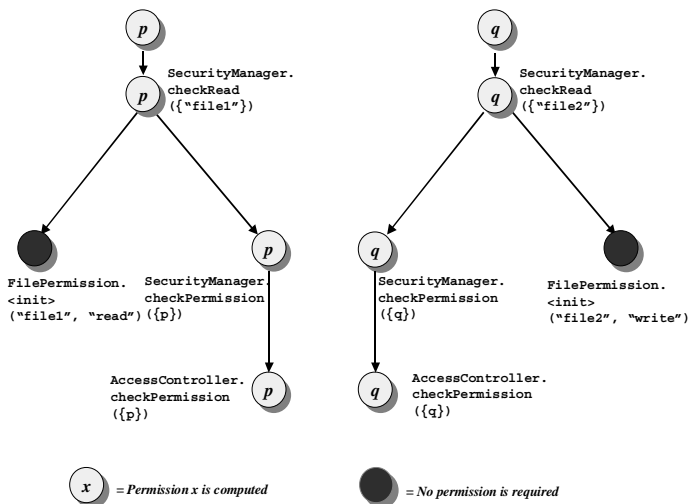 p
q
p
SecurityManager.
checkRead
({“file1”})
q
SecurityManager.
checkRead
({“file2”})
p
q
FilePermission.
<init>
(“file1”, “read”)
SecurityManager.
checkPermission
({p})
SecurityManager.
checkPermission
({q})
FilePermission.
<init>
(“file2”, “write”)
AccessController.
checkPermission
({p})
p
q
AccessController.
checkPermission
({q})
x
= Permission x is computed
= No permission is required